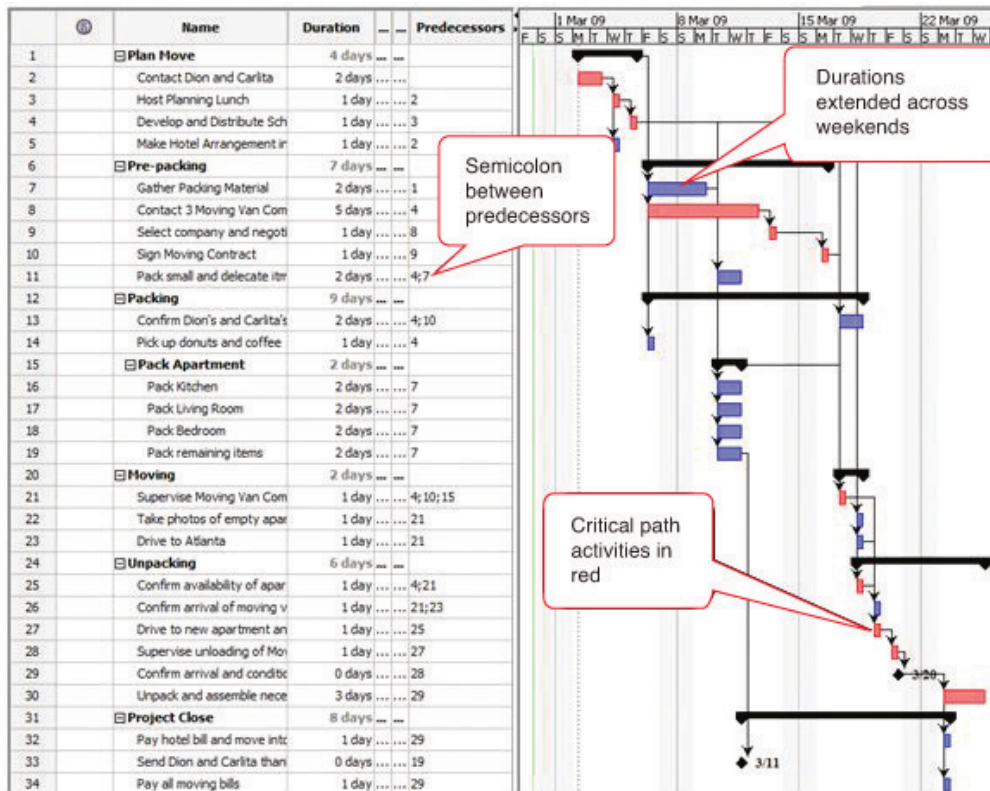 Name Duration ... ... Predecessors 1 Mar 09 8 Mar 09 15 Mar 09 22 Mar 09
F S S M T W T F S S M T W T F S S M T W T F S S M T W
1 Plan Move 4 days ... ...
2 Contact Dion and Carlita 2 days ... ...
3 Host Planning Lunch 1 day ... ... 2
4 Develop and Distribute Sch 1 day ... ... 3
5 Make Hotel Arrangement in 1 day ... ... 2
6 Pre-packing 7 days ... ...
7 Gather Packing Material 2 days ... ... 1
8 Contact 3 Moving Van Com 5 days ... ... 4
9 Select company and negoti 1 day ... ... 8
10 Sign Moving Contract 1 day ... ... 9
11 Pack small and delecate itm 2 days ... ... 4;7
12 Packing 9 days ... ...
13 Confirm Dion's and Carlita's 2 days ... ... 4;10
14 Pick up donuts and coffee 1 day ... ... 4
15 Pack Apartment 2 days ... ...
16 Pack Kitchen 2 days ... ... 7
17 Pack Living Room 2 days ... ... 7
18 Pack Bedroom 2 days ... ... 7
19 Pack remaining items 2 days ... ... 7
20 Moving 2 days ... ...
21 Supervise Moving Van Com 1 day ... ... 4;10;15
22 Take photos of empty apar 1 day ... ... 21
23 Drive to Atlanta 1 day ... ... 21
24 Unpacking 6 days ... ...
25 Confirm availability of apar 1 day ... ... 4;21
26 Confirm arrival of moving v 1 day ... ... 21;23
27 Drive to new apartment an 1 day ... ... 25
28 Supervise unloading of Mov 1 day ... ... 27
29 Confirm arrival and conditic 0 days ... ... 28
30 Unpack and assemble nece 3 days ... ... 29
31 Project Close 8 days ... ...
32 Pay hotel bill and move into 1 day ... ... 29
33 Send Dion and Carlita than 0 days ... ... 19
34 Pay all moving bills 1 day ... ... 29
Durations
extended across
weekends
Semicolon
between
predecessors
Critical path
activities in
red
3/20
3/11